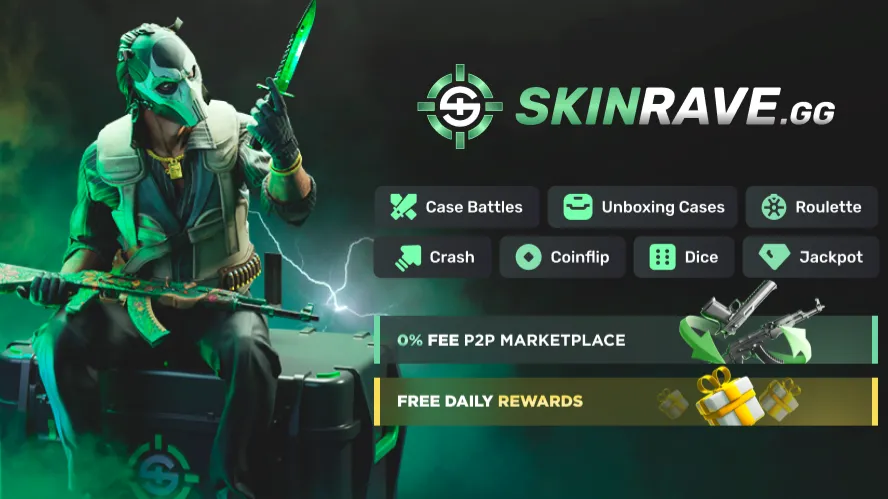 SKINRAVE.GG
Case Battles
Unboxing Cases
Roulette
Crash
Coinflip
Dice
Jackpot
0% FEE P2P MARKETPLACE
FREE DAILY REWARDS